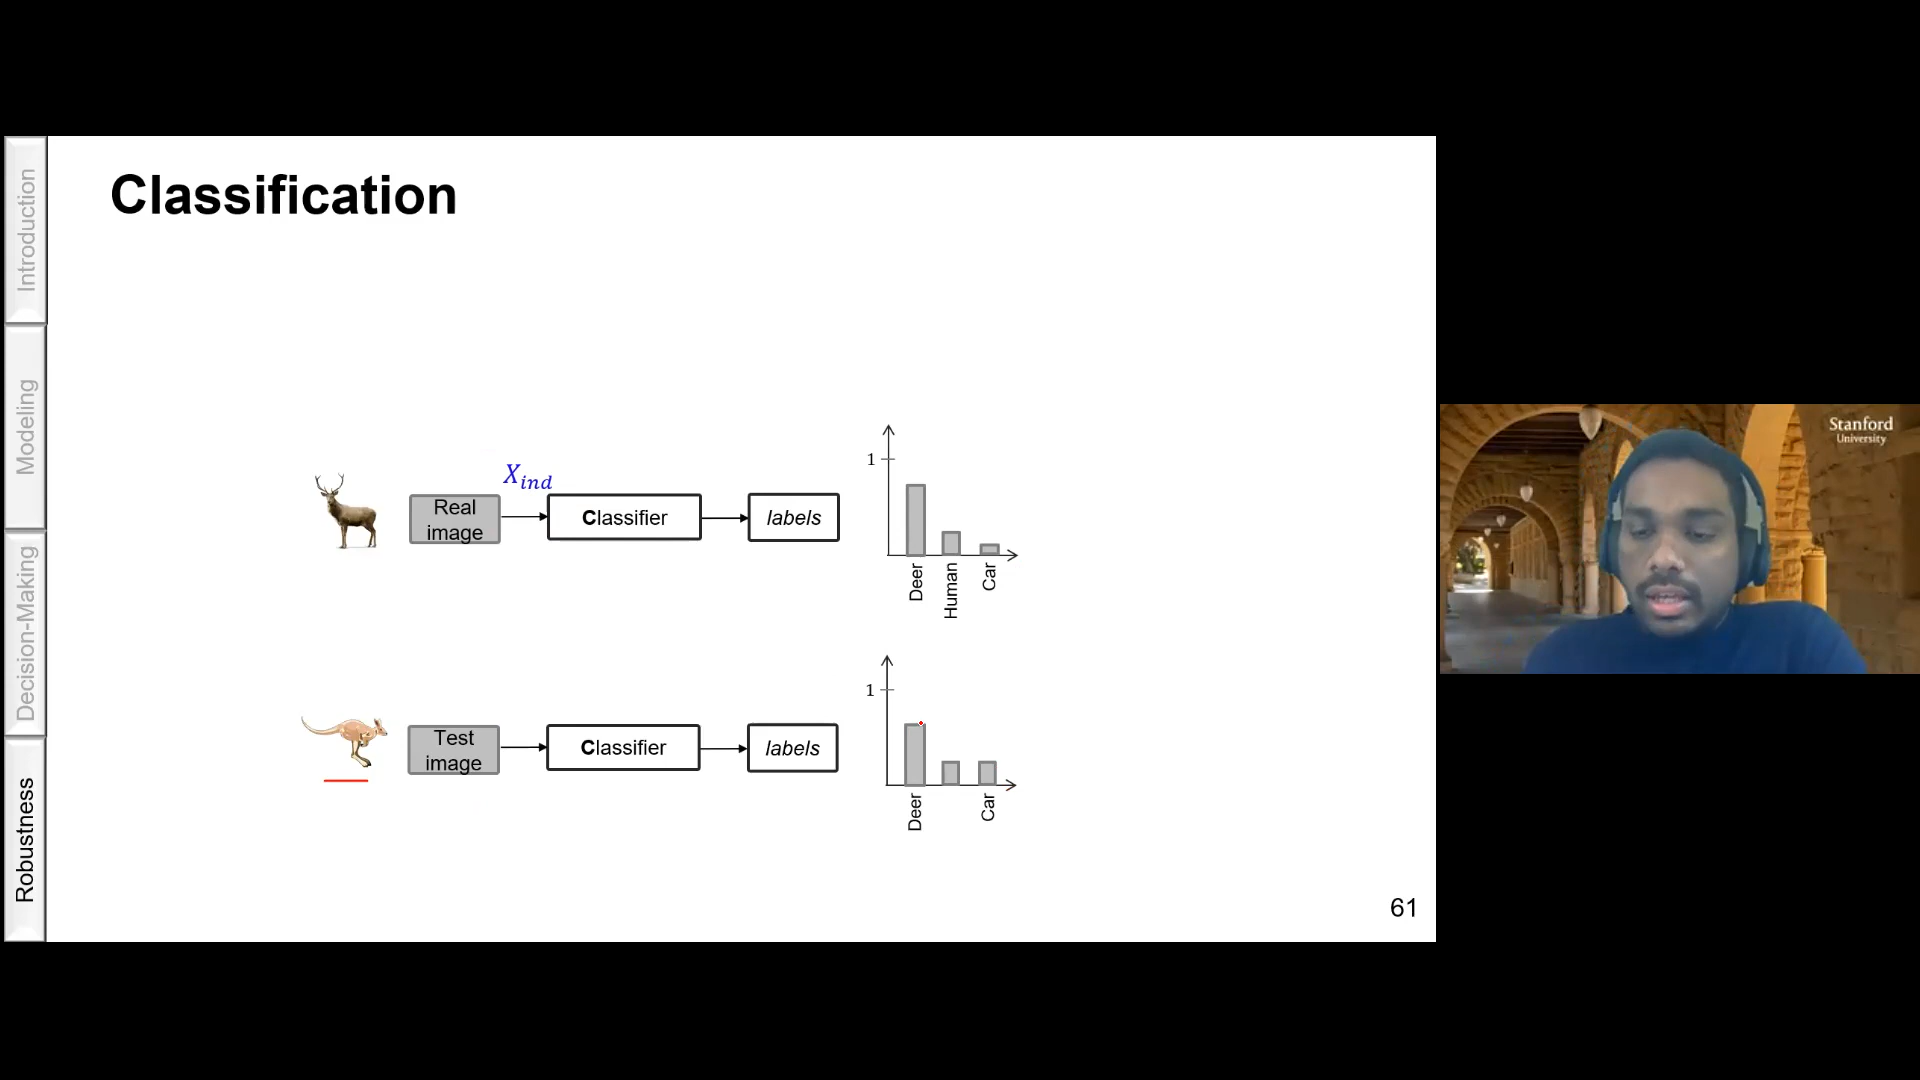 Classification
Introduction
Modeling
Decision-Making
Robustness
X_ind
Real
image
Classifier
labels
1
Deer
Human
Car
Test
image
Classifier
labels
1
Deer
Car
61
Stanford
University